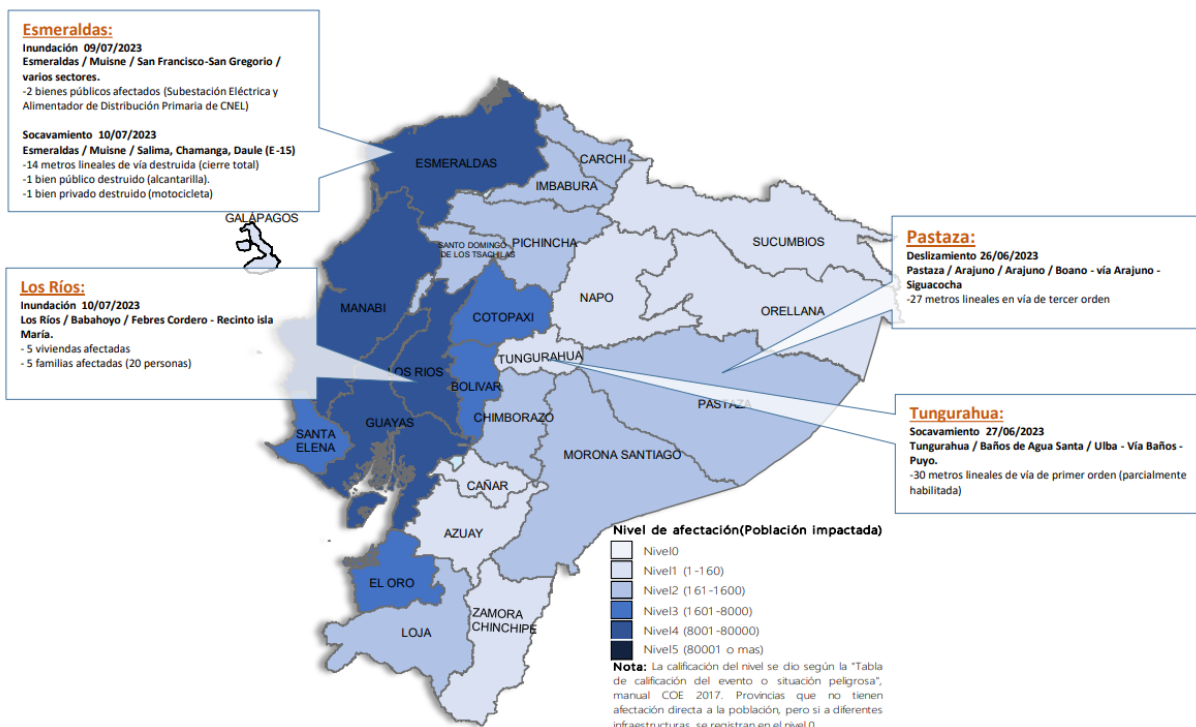 Esmeraldas:
Inundación 09/07/2023
Esmeraldas / Muisne / San Francisco-San Gregorio /
varios sectores.
-2 bienes públicos afectados (Subestación Eléctrica y
Alimentador de Distribución Primaria de CNEL)
Socavamiento 10/07/2023
Esmeraldas / Muisne / Salima, Chamanga, Daule (E-15)
-14 metros lineales de vía destruida (cierre total)
-1 bien público destruido (alcantarilla).
-1 bien privado destruido (motocicleta)
GALÁPAGOS
Los Ríos:
Inundación 10/07/2023
Los Ríos / Babahoyo / Febres Cordero - Recinto isla
María.
- 5 viviendas afectadas
- 5 familias afectadas (20 personas)
ESMERALDAS
CARCHI
IMBABURA
SANTO DOMINGO
DE LOS TSACHILAS
PICHINCHA
SUCUMBIOS
NAPO
ORELLANA
MANABI
COTOPAXI
TUNGURAHUA
LOS RIOS
BOLIVAR
PASTAZA
CHIMBORAZO
GUAYAS
SANTA
ELENA
MORONA SANTIAGO
CAÑAR
AZUAY
EL ORO
LOJA
ZAMORA
CHINCHIPE
Pastaza:
Deslizamiento 26/06/2023
Pastaza / Arajuno / Arajuno / Boano - vía Arajuno -
Siguacocha
-27 metros lineales en vía de tercer orden
Tungurahua:
Socavamiento 27/06/2023
Tungurahua / Baños de Agua Santa / Ulba - Vía Baños -
Puyo.
-30 metros lineales de vía de primer orden (parcialmente
habilitada)
Nivel de afectación(Población impactada)
Nivel0
Nivel1 (1-160)
Nivel2 (161-1600)
Nivel3 (1601-8000)
Nivel4 (8001-80000)
Nivel5 (80001 o mas)
Nota: La calificación del nivel se dio según la "Tabla
de calificación del evento o situación peligrosa",
manual COE 2017. Provincias que no tienen
afectación directa a la población, pero si a diferentes
infraestructuras, se registran en el nivel 0